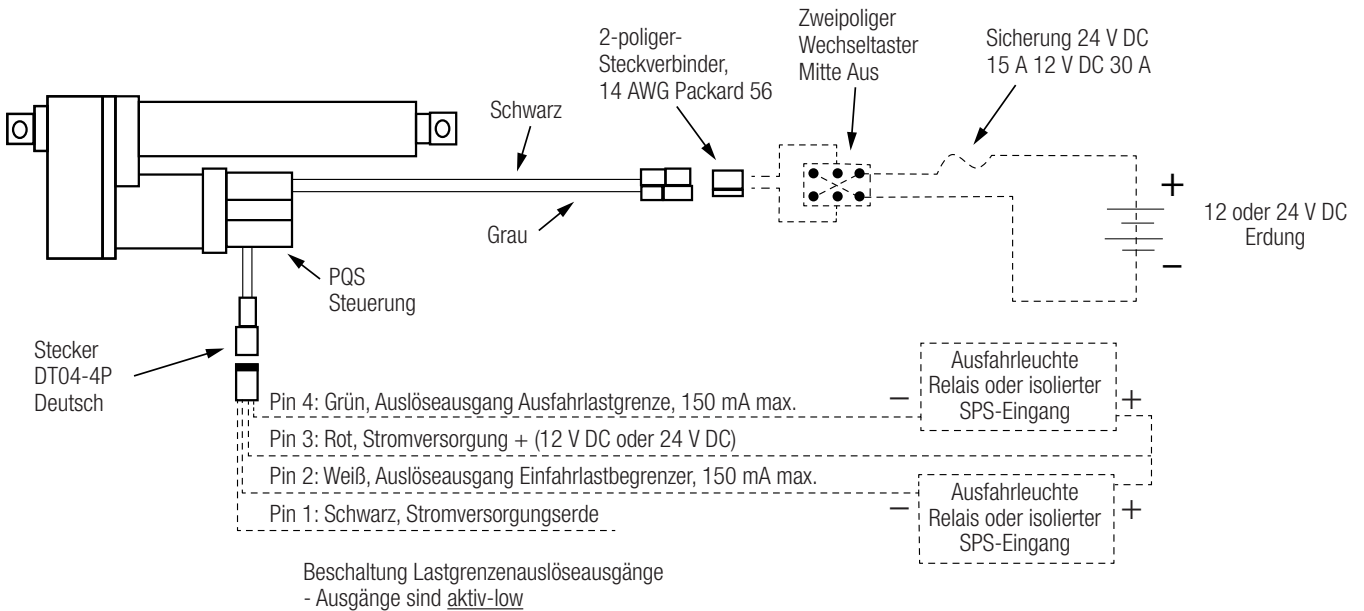 2-poliger-
Steckverbinder,
14 AWG Packard 56
Zweipoliger
Wechseltaster
Mitte Aus
Sicherung 24 V DC
15 A 12 V DC 30 A
Schwarz
Grau
+
12 oder 24 V DC
Erdung
−
PQS
Steuerung
Stecker
DT04-4P
Deutsch
Ausfahrleuchte
Relais oder isolierter
SPS-Eingang
− +
Pin 4: Grün, Auslöseausgang Ausfahrlastgrenze, 150 mA max.
Pin 3: Rot, Stromversorgung + (12 V DC oder 24 V DC)
Pin 2: Weiß, Auslöseausgang Einfahrlastbegrenzer, 150 mA max.
Pin 1: Schwarz, Stromversorgungserde
Ausfahrleuchte
Relais oder isolierter
SPS-Eingang
− +
Beschaltung Lastgrenzenauslöseausgänge
- Ausgänge sind aktiv-low